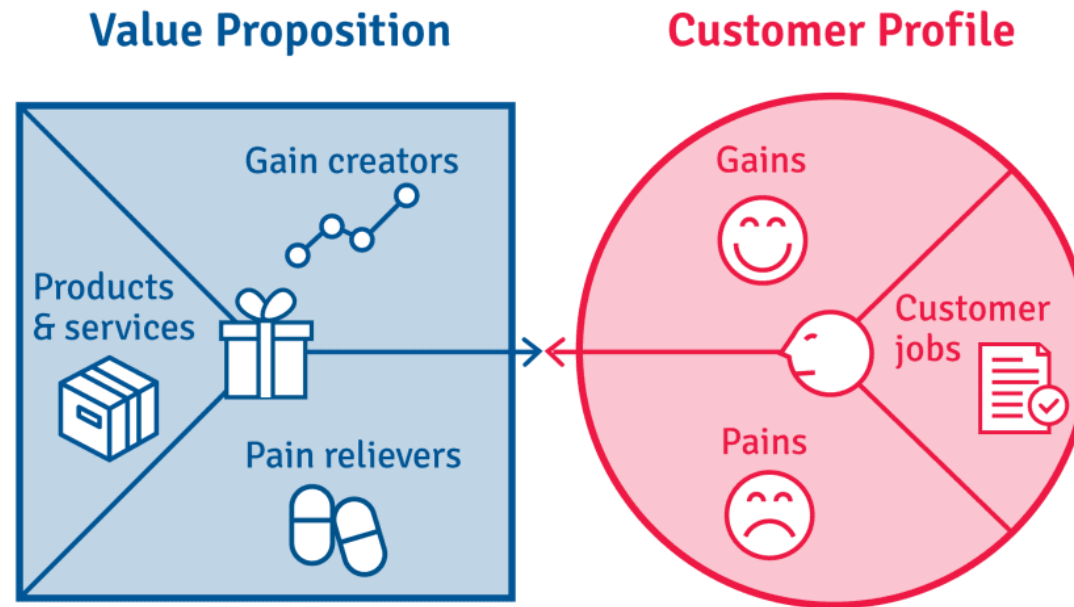 Value Proposition
Gain creators
Products
& services
Pain relievers
Customer Profile
Gains
Customer
jobs
Pains